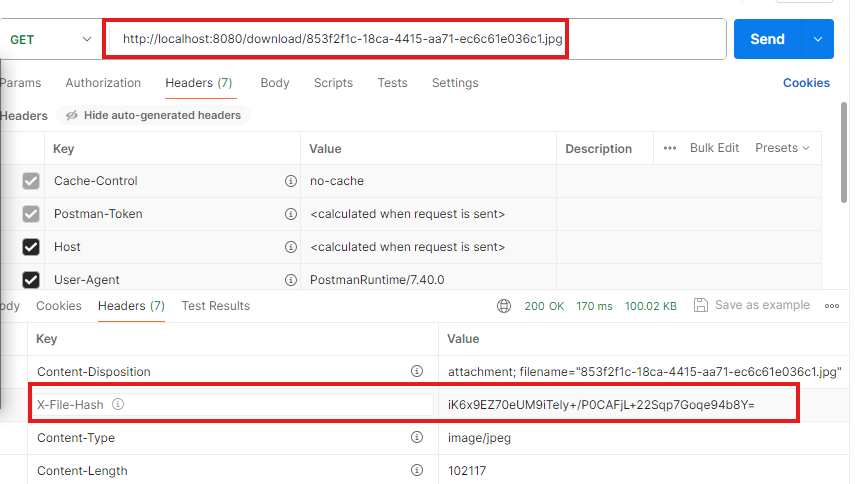 GET http://localhost:8080/download/853f2f1c-18ca-4415-aa71-ec6c61e036c1.jpg Send
Params Authorization Headers (7) Body Scripts Tests Settings Cookies
Headers Hide auto-generated headers
Key Value Description Bulk Edit Presets
Cache-Control no-cache
Postman-Token <calculated when request is sent>
Host <calculated when request is sent>
User-Agent PostmanRuntime/7.40.0
ody Cookies Headers (7) Test Results 200 OK 170 ms 100.02 KB Save as example
Key Value
Content-Disposition attachment; filename="853f2f1c-18ca-4415-aa71-ec6c61e036c1.jpg"
X-File-Hash iK6x9EZ70eUM9iTely+/P0CAFjL+22Sqp7Goqe94b8Y=
Content-Type image/jpeg
Content-Length 102117